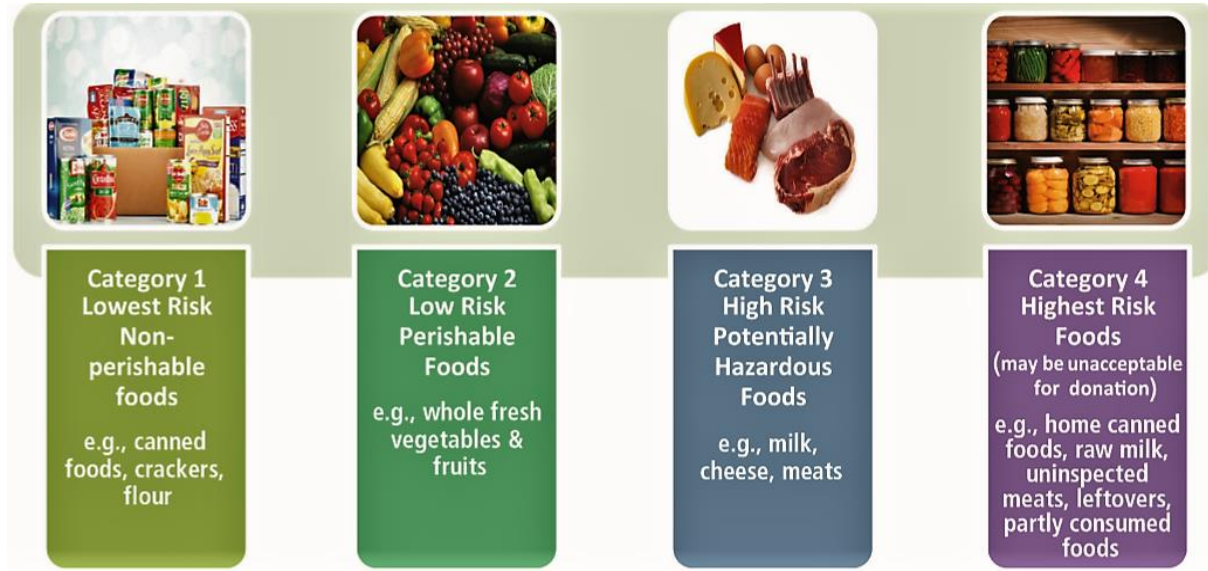 Category 1
Lowest Risk
Non-
perishable
foods
e.g., canned
foods, crackers,
flour
Category 2
Low Risk
Perishable
Foods
e.g., whole fresh
vegetables &
fruits
Category 3
High Risk
Potentially
Hazardous
Foods
e.g., milk,
cheese, meats
Category 4
Highest Risk
Foods
(may be unacceptable
for donation)
e.g., home canned
foods, raw milk,
uninspected
meats, leftovers,
partly consumed
foods